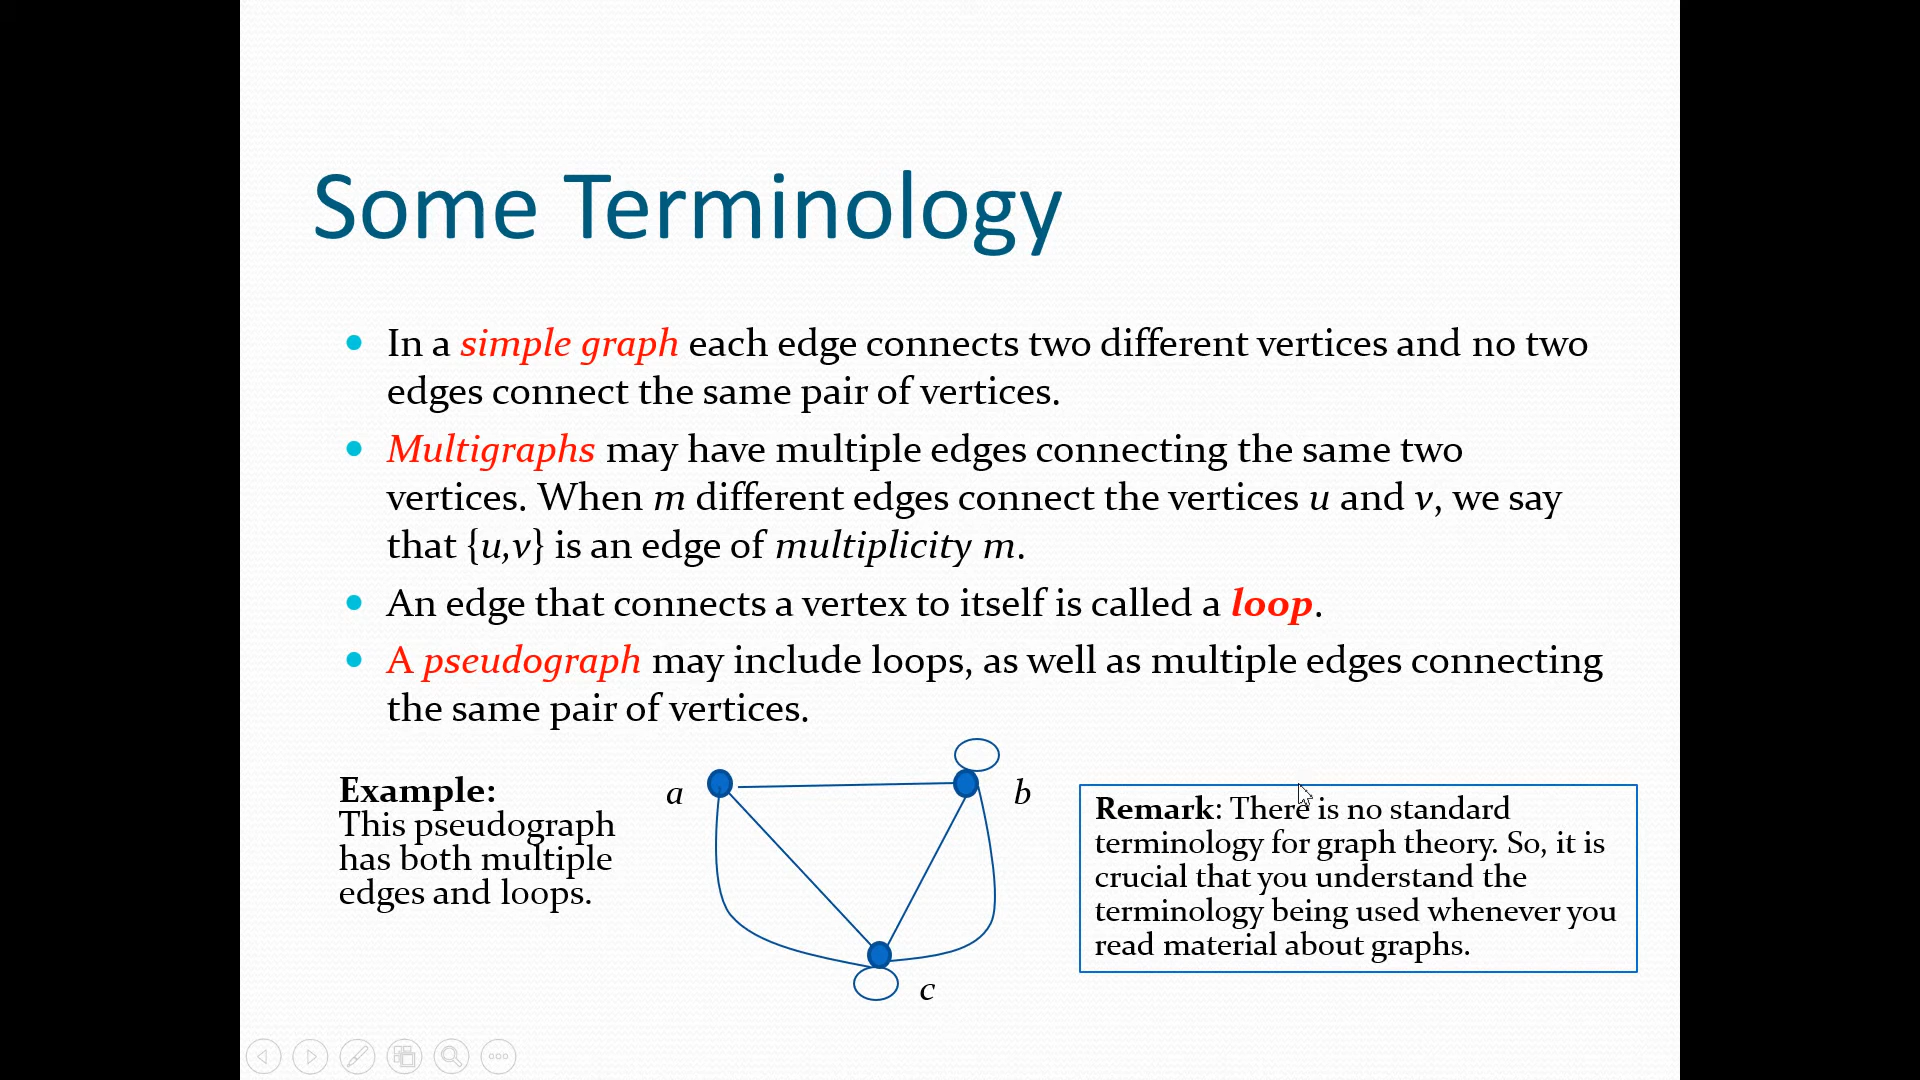 Some Terminology
In a simple graph each edge connects two different vertices and no two
edges connect the same pair of vertices.
Multigraphs may have multiple edges connecting the same two
vertices. When m different edges connect the vertices u and v, we say
that {u,v} is an edge of multiplicity m.
An edge that connects a vertex to itself is called a loop.
A pseudograph may include loops, as well as multiple edges connecting
the same pair of vertices.
Example:
This pseudograph
has both multiple
edges and loops.
a
b
c
Remark: There is no standard
terminology for graph theory. So, it is
crucial that you understand the
terminology being used whenever you
read material about graphs.